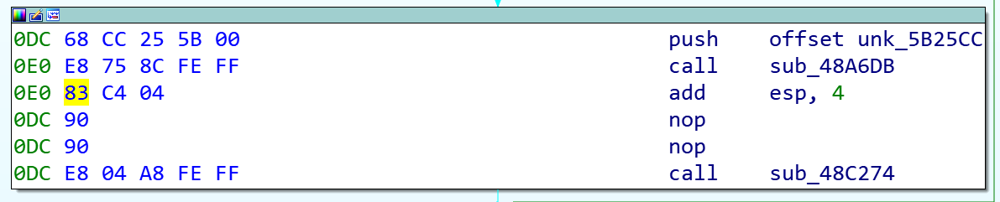 0DC 68 CC 25 5B 00 push offset unk_5B25CC
0E0 E8 75 8C FE FF call sub_48A6DB
0E0 83 C4 04 add esp, 4
0DC 90 nop
0DC 90 nop
0DC E8 04 A8 FE FF call sub_48C274